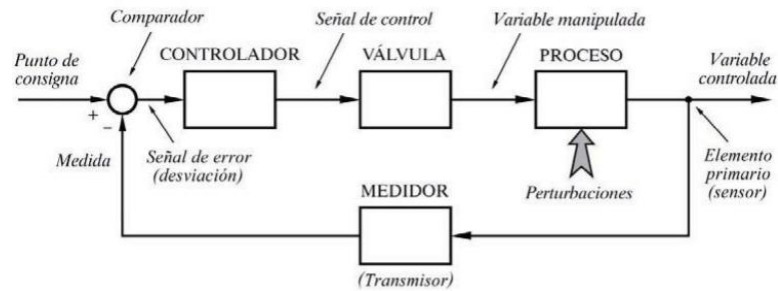 Comparador
Señal de control
Variable manipulada
Punto de
consigna
CONTROLADOR
VÁLVULA
PROCESO
Variable
controlada
+
−
Medida
Señal de error
(desviación)
Perturbaciones
Elemento
primario
(sensor)
MEDIDOR
(Transmisor)